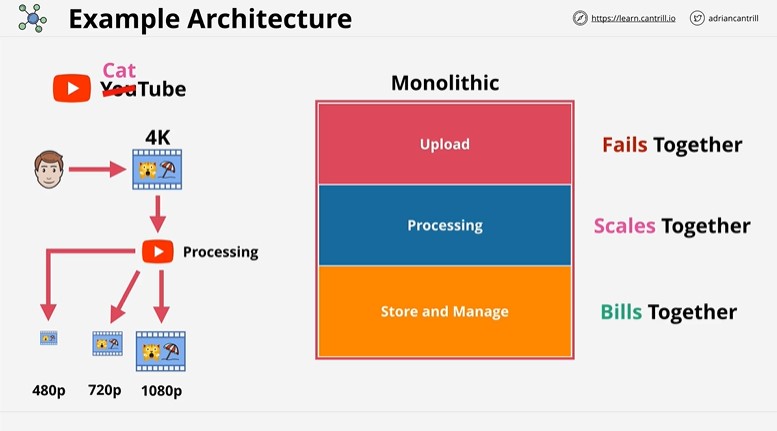 Example Architecture
https://learn.cantrill.io
adriancantrill
Cat
YouTube
4K
Processing
480p
720p
1080p
Monolithic
Upload
Processing
Store and Manage
Fails Together
Scales Together
Bills Together